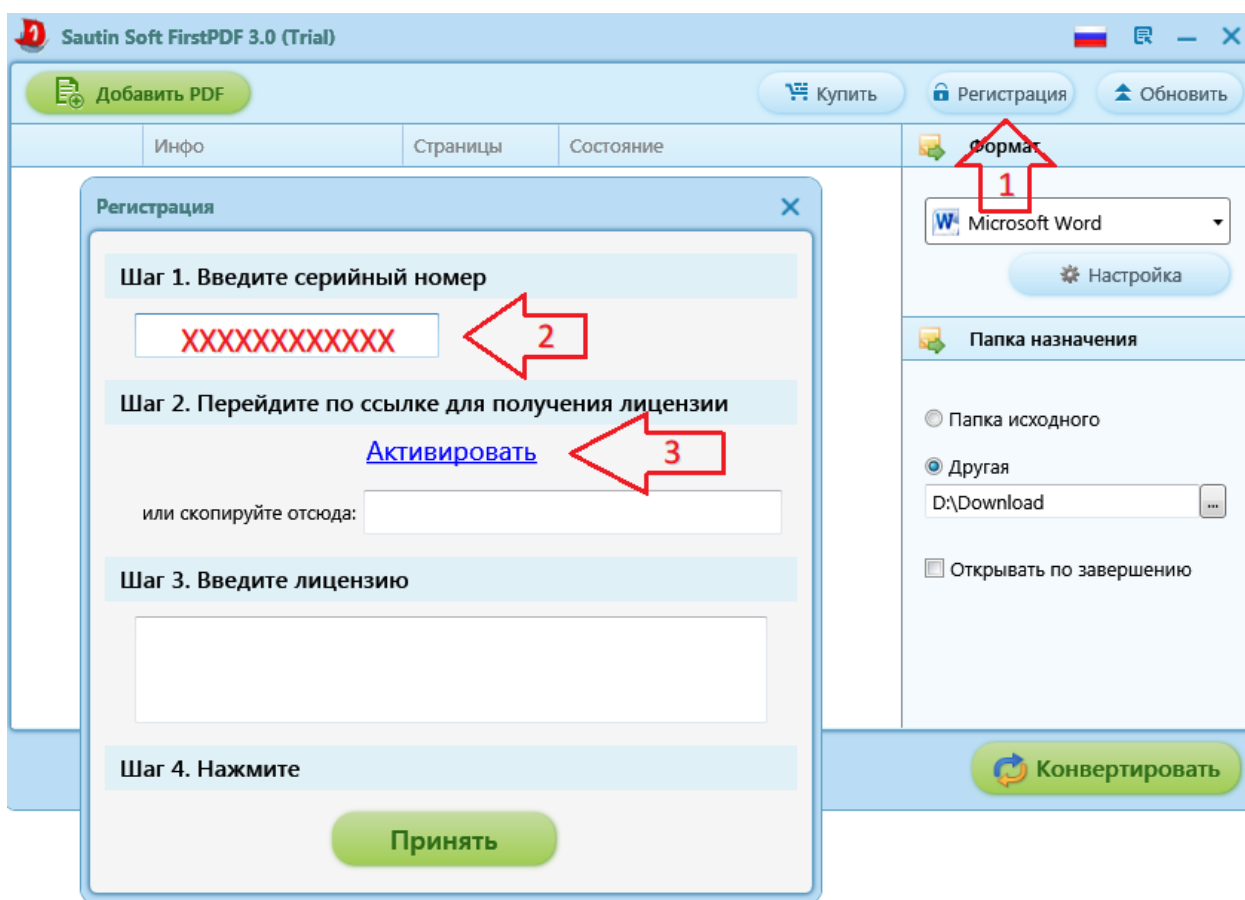 Sautin Soft FirstPDF 3.0 (Trial)
Добавить PDF
Купить
Регистрация
Обновить
Инфо
Страницы
Состояние
Формат
1
Microsoft Word
Настройка
Папка назначения
Папка исходного
Другая
D:\Download
...
Открывать по завершению
Конвертировать
Регистрация
Шаг 1. Введите серийный номер
XXXXXXXXXXXX
2
Шаг 2. Перейдите по ссылке для получения лицензии
Активировать
3
или скопируйте отсюда:
Шаг 3. Введите лицензию
Шаг 4. Нажмите
Принять